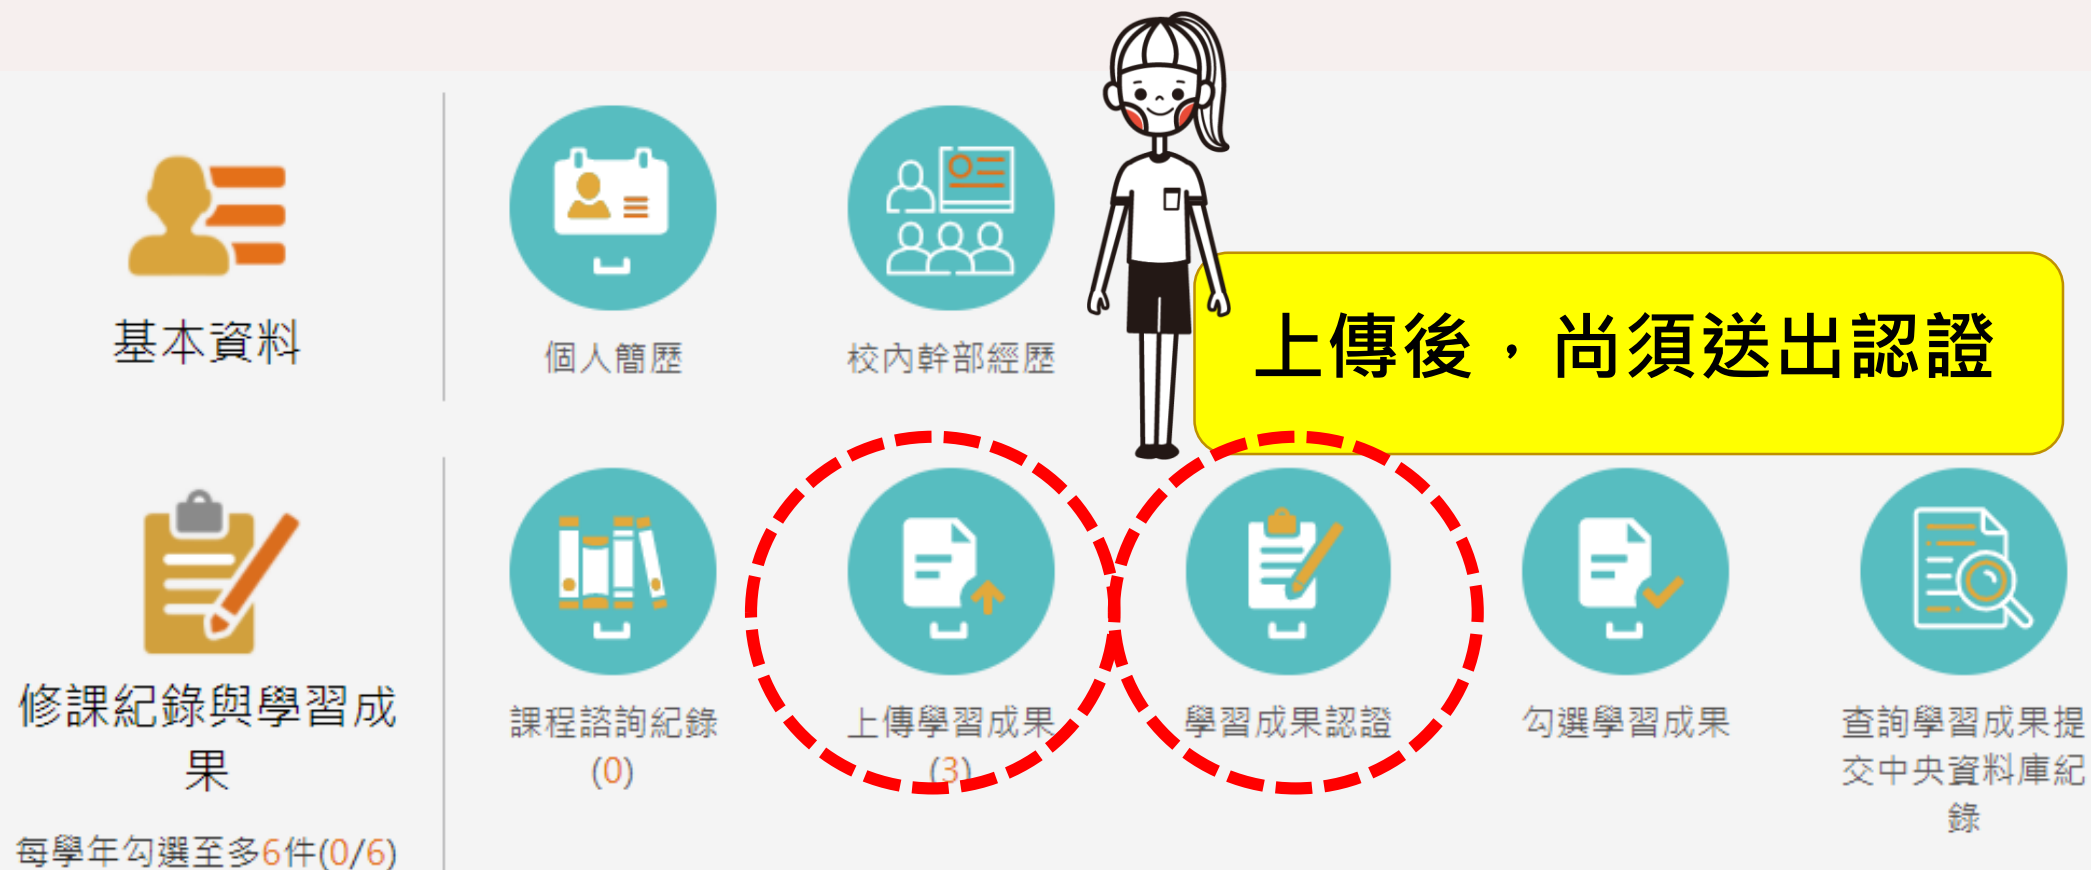 基本資料
個人簡歷
校內幹部經歷
上傳後，尚須送出認證
修課紀錄與學習成
果
每學年勾選至多6件(0/6)
課程諮詢紀錄
(0)
上傳學習成果
(3)
學習成果認證
勾選學習成果
查詢學習成果提
交中央資料庫紀
錄